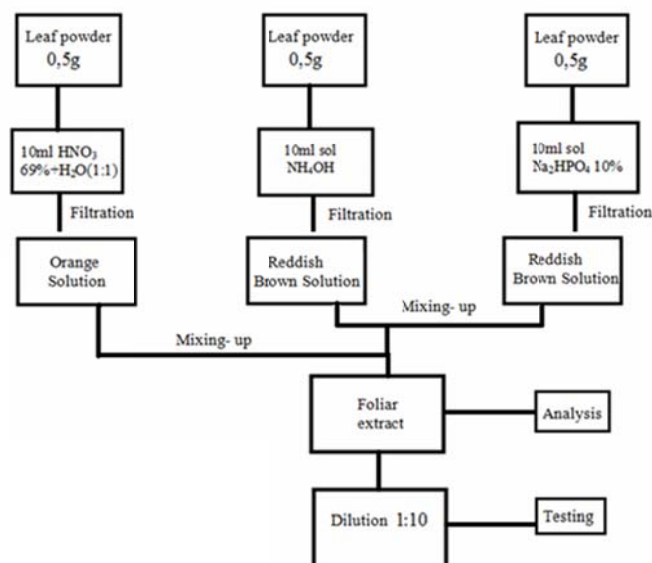 Leaf powder
0,5g
Leaf powder
0,5g
Leaf powder
0,5g
10ml HNO₃
69%+H₂O(1:1)
10ml sol
NH₄OH
10ml sol
Na₂HPO₄ 10%
Filtration
Filtration
Filtration
Orange
Solution
Reddish
Brown Solution
Reddish
Brown Solution
Mixing- up
Mixing- up
Foliar
extract
Analysis
Dilution 1:10
Testing